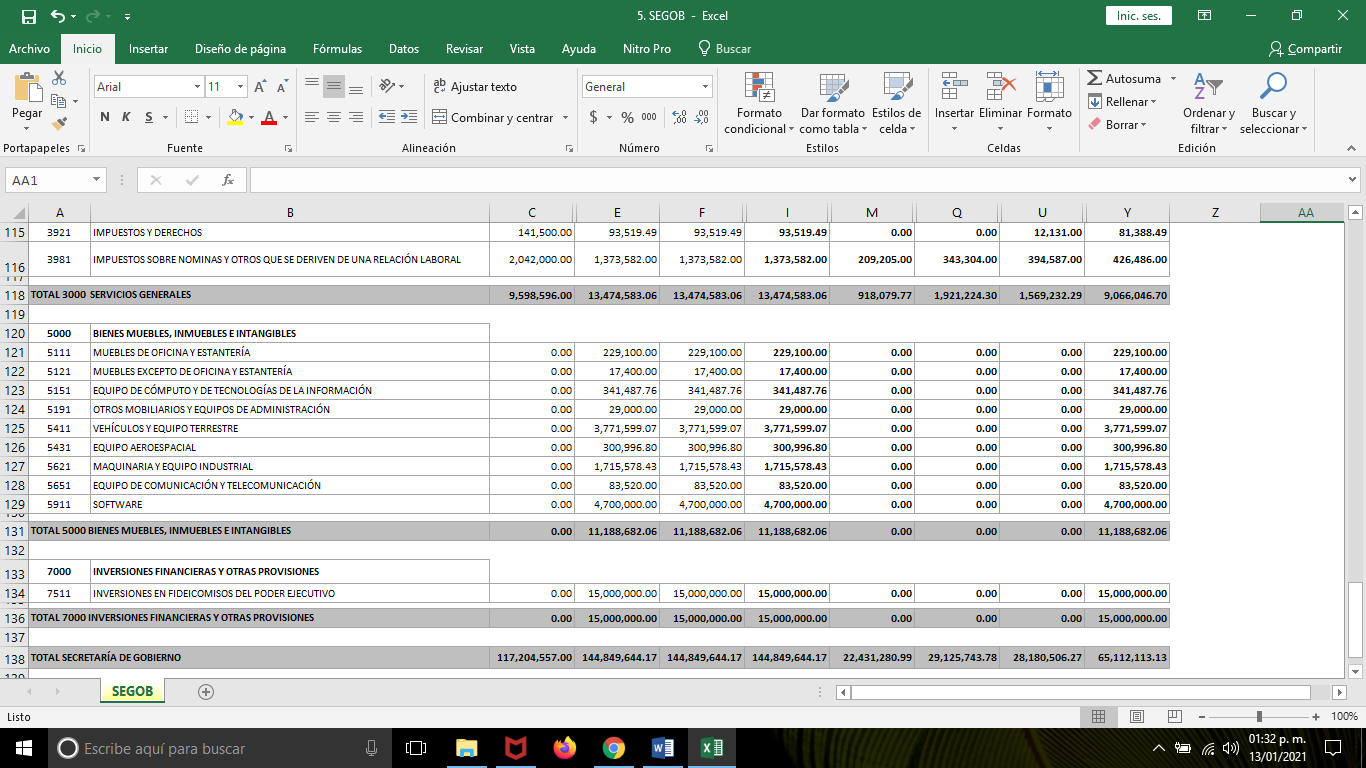 5. SEGOB - Excel
Inic. ses.
Archivo Inicio Insertar Diseño de página Fórmulas Datos Revisar Vista Ayuda Nitro Pro Buscar Compartir
Pegar
Portapapeles
Arial 11
N K S
Fuente
Ajustar texto
Combinar y centrar
Alineación
General
$ % 000
Número
Formato condicional
Dar formato como tabla
Estilos de celda
Estilos
Insertar Eliminar Formato
Celdas
Autosuma
Rellenar
Borrar
Ordenar y filtrar
Buscar y seleccionar
Edición
AA1 fx
A B C E F I M Q U Y Z AA
115 3921 IMPUESTOS Y DERECHOS 141,500.00 93,519.49 93,519.49 93,519.49 0.00 0.00 12,131.00 81,388.49
116 3981 IMPUESTOS SOBRE NOMINAS Y OTROS QUE SE DERIVEN DE UNA RELACIÓN LABORAL 2,042,000.00 1,373,582.00 1,373,582.00 1,373,582.00 209,205.00 343,304.00 394,587.00 426,486.00
118 TOTAL 3000 SERVICIOS GENERALES 9,598,596.00 13,474,583.06 13,474,583.06 13,474,583.06 918,079.77 1,921,224.30 1,569,232.29 9,066,046.70
119
120 5000 BIENES MUEBLES, INMUEBLES E INTANGIBLES
121 5111 MUEBLES DE OFICINA Y ESTANTERÍA 0.00 229,100.00 229,100.00 229,100.00 0.00 0.00 0.00 229,100.00
122 5121 MUEBLES EXCEPTO DE OFICINA Y ESTANTERÍA 0.00 17,400.00 17,400.00 17,400.00 0.00 0.00 0.00 17,400.00
123 5151 EQUIPO DE CÓMPUTO Y DE TECNOLOGÍAS DE LA INFORMACIÓN 0.00 341,487.76 341,487.76 341,487.76 0.00 0.00 0.00 341,487.76
124 5191 OTROS MOBILIARIOS Y EQUIPOS DE ADMINISTRACIÓN 0.00 29,000.00 29,000.00 29,000.00 0.00 0.00 0.00 29,000.00
125 5411 VEHÍCULOS Y EQUIPO TERRESTRE 0.00 3,771,599.07 3,771,599.07 3,771,599.07 0.00 0.00 0.00 3,771,599.07
126 5431 EQUIPO AEROESPACIAL 0.00 300,996.80 300,996.80 300,996.80 0.00 0.00 0.00 300,996.80
127 5621 MAQUINARIA Y EQUIPO INDUSTRIAL 0.00 1,715,578.43 1,715,578.43 1,715,578.43 0.00 0.00 0.00 1,715,578.43
128 5651 EQUIPO DE COMUNICACIÓN Y TELECOMUNICACIÓN 0.00 83,520.00 83,520.00 83,520.00 0.00 0.00 0.00 83,520.00
129 5911 SOFTWARE 0.00 4,700,000.00 4,700,000.00 4,700,000.00 0.00 0.00 0.00 4,700,000.00
131 TOTAL 5000 BIENES MUEBLES, INMUEBLES E INTANGIBLES 0.00 11,188,682.06 11,188,682.06 11,188,682.06 0.00 0.00 0.00 11,188,682.06
132
133 7000 INVERSIONES FINANCIERAS Y OTRAS PROVISIONES
134 7511 INVERSIONES EN FIDEICOMISOS DEL PODER EJECUTIVO 0.00 15,000,000.00 15,000,000.00 15,000,000.00 0.00 0.00 0.00 15,000,000.00
136 TOTAL 7000 INVERSIONES FINANCIERAS Y OTRAS PROVISIONES 0.00 15,000,000.00 15,000,000.00 15,000,000.00 0.00 0.00 0.00 15,000,000.00
137
138 TOTAL SECRETARÍA DE GOBIERNO 117,204,557.00 144,849,644.17 144,849,644.17 144,849,644.17 22,431,280.99 29,125,743.78 28,180,506.27 65,112,113.13
SEGOB
Listo 100%
Escribe aquí para buscar
01:32 p. m.
13/01/2021